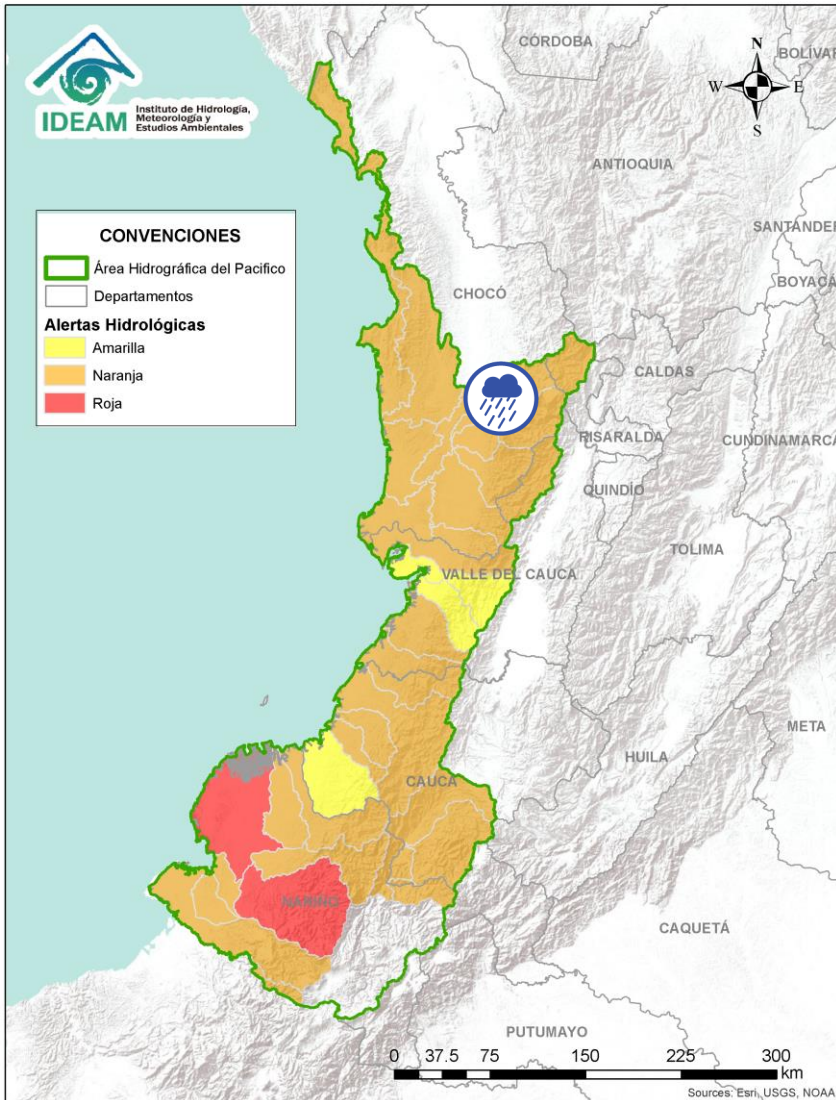 IDEAM
Instituto de Hidrología,
Meteorología y
Estudios Ambientales
CÓRDOBA
BOLÍVAR
N
W
E
S
ANTIOQUIA
SANTANDER
BOYACÁ
CONVENCIONES
Área Hidrográfica del Pacifico
Departamentos
Alertas Hidrológicas
Amarilla
Naranja
Roja
CHOCÓ
CALDAS
RISARALDA
CUNDINAMARCA
QUINDÍO
TOLIMA
VALLE DEL CAUCA
META
HUILA
CAUCA
NARIÑO
CAQUETÁ
PUTUMAYO
0 37.5 75 150 225 300
km
Sources: Esri, USGS, NOAA